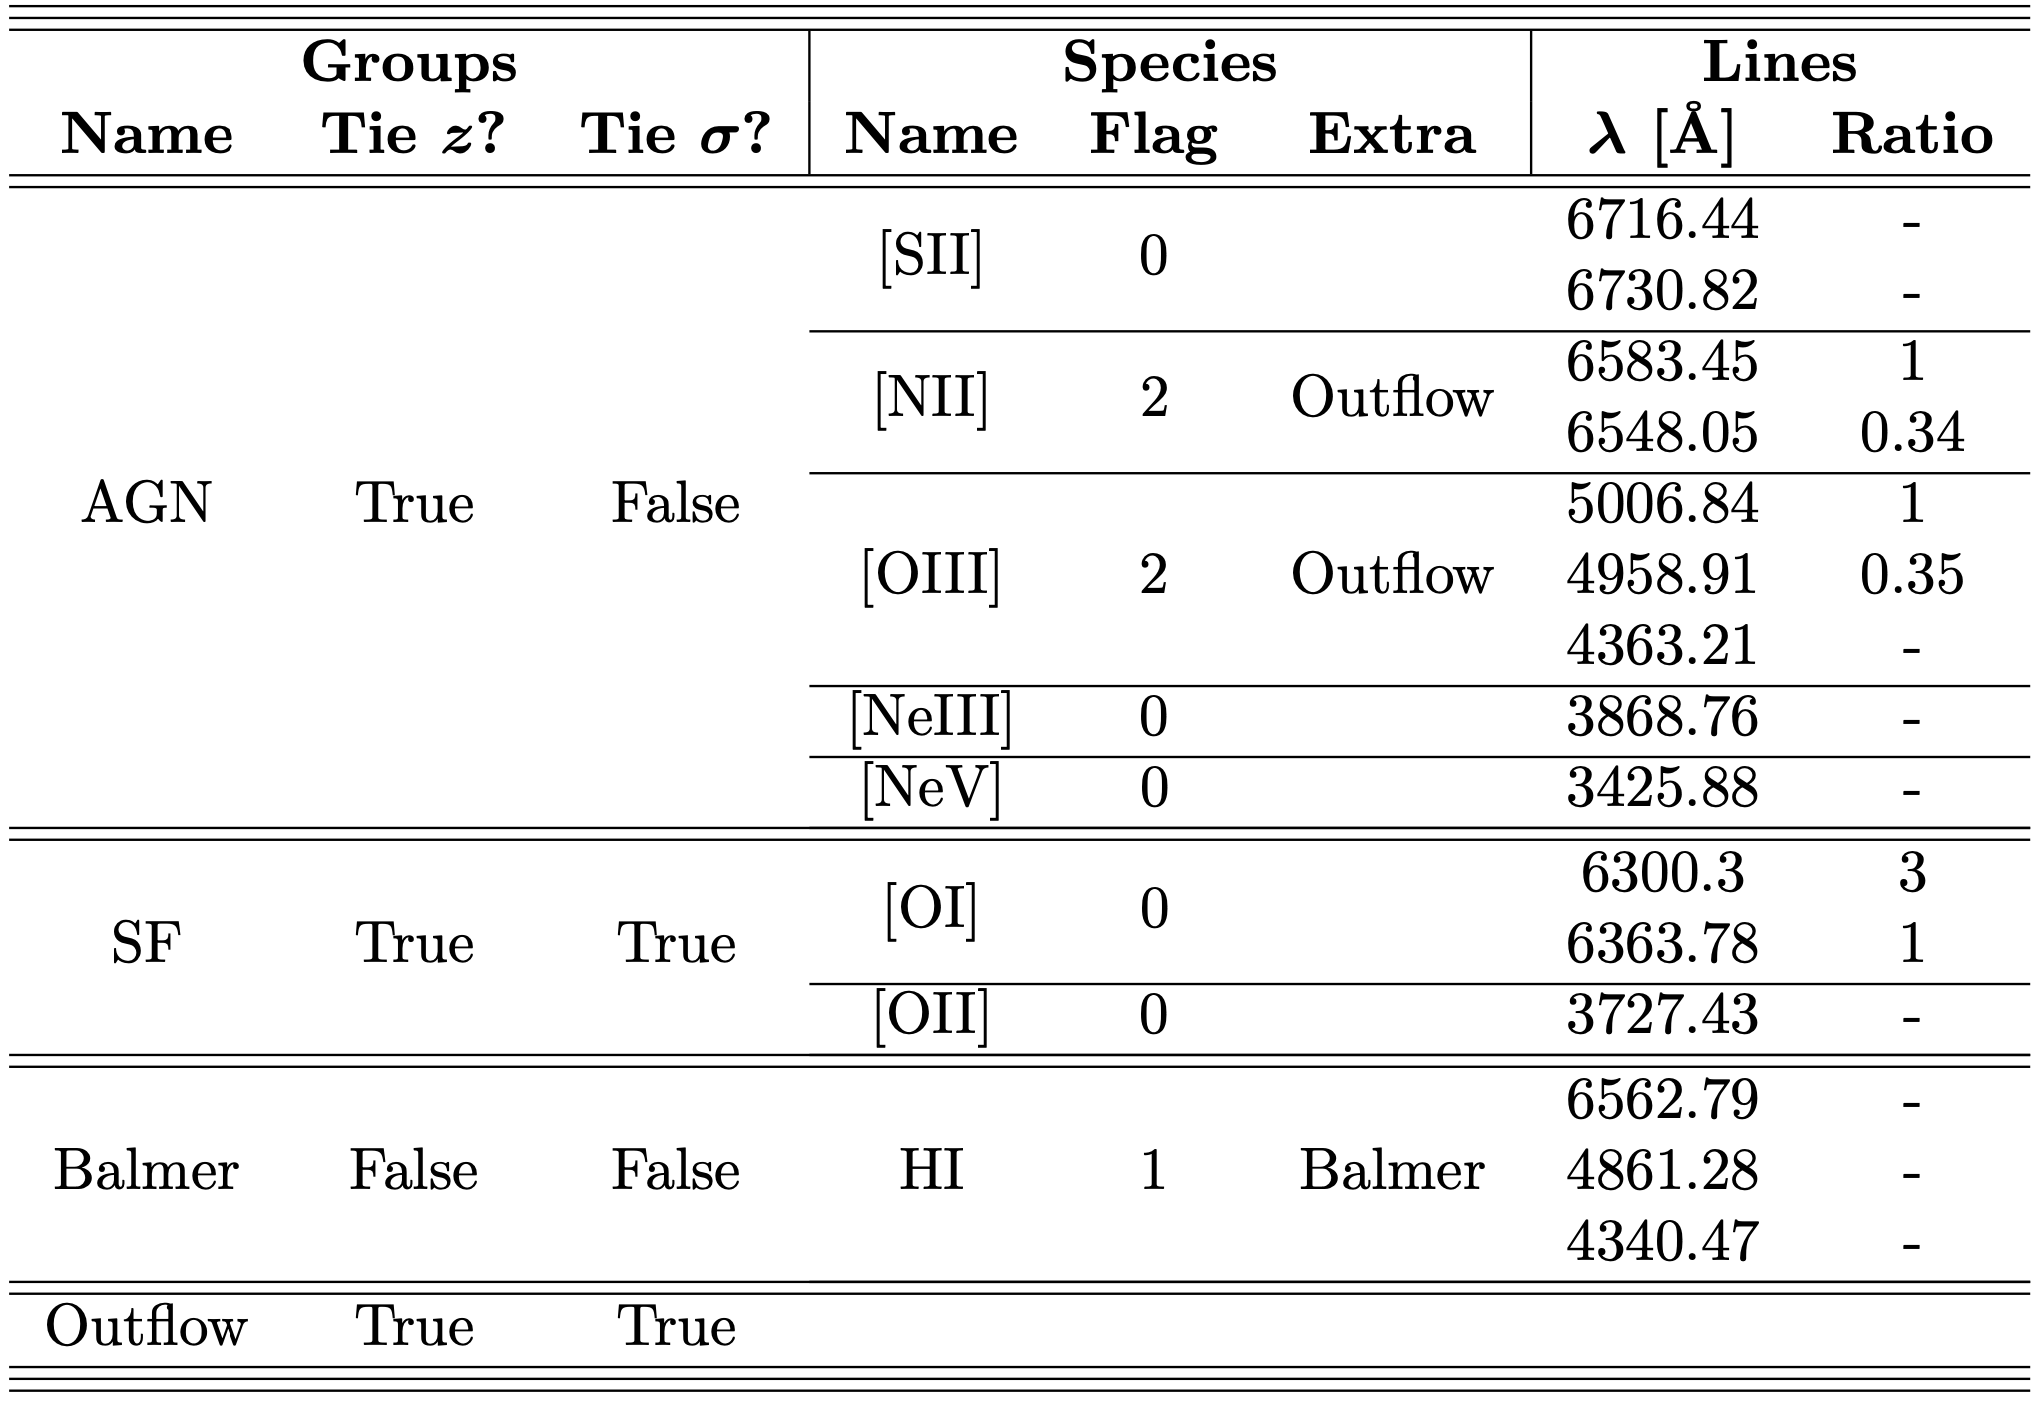 Groups Species Lines
Name Tie z? Tie σ? Name Flag Extra λ [Å] Ratio
6716.44 -
[SII] 0
6730.82 -
6583.45 1
[NII] 2 Outflow
6548.05 0.34
AGN True False 5006.84 1
[OIII] 2 Outflow 4958.91 0.35
4363.21 -
[NeIII] 0 3868.76 -
[NeV] 0 3425.88 -
6300.3 3
[OI] 0
SF True True 6363.78 1
[OII] 0 3727.43 -
6562.79 -
Balmer False False HI 1 Balmer 4861.28 -
4340.47 -
Outflow True True